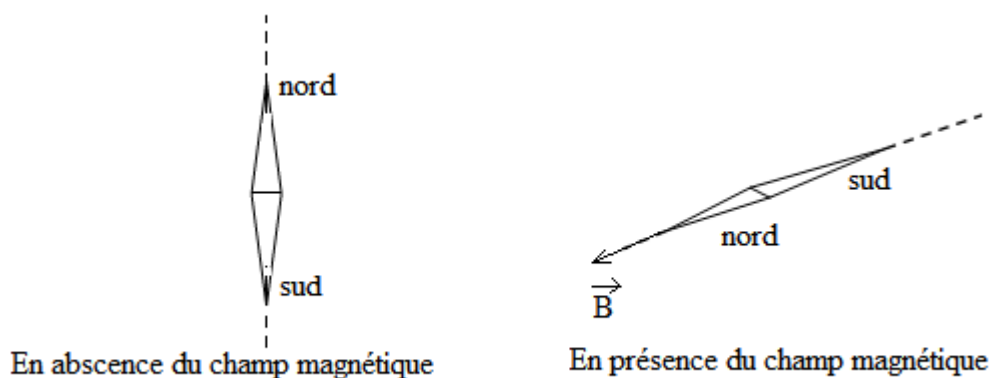 nord
sud
En abscence du champ magnétique
sud
nord
B
En présence du champ magnétique